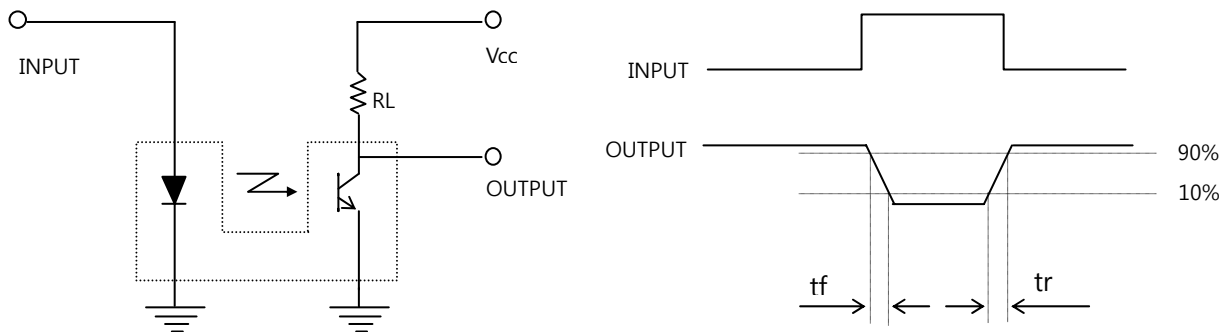 INPUT
Vcc
RL
OUTPUT
INPUT
OUTPUT
90%
10%
tf
tr